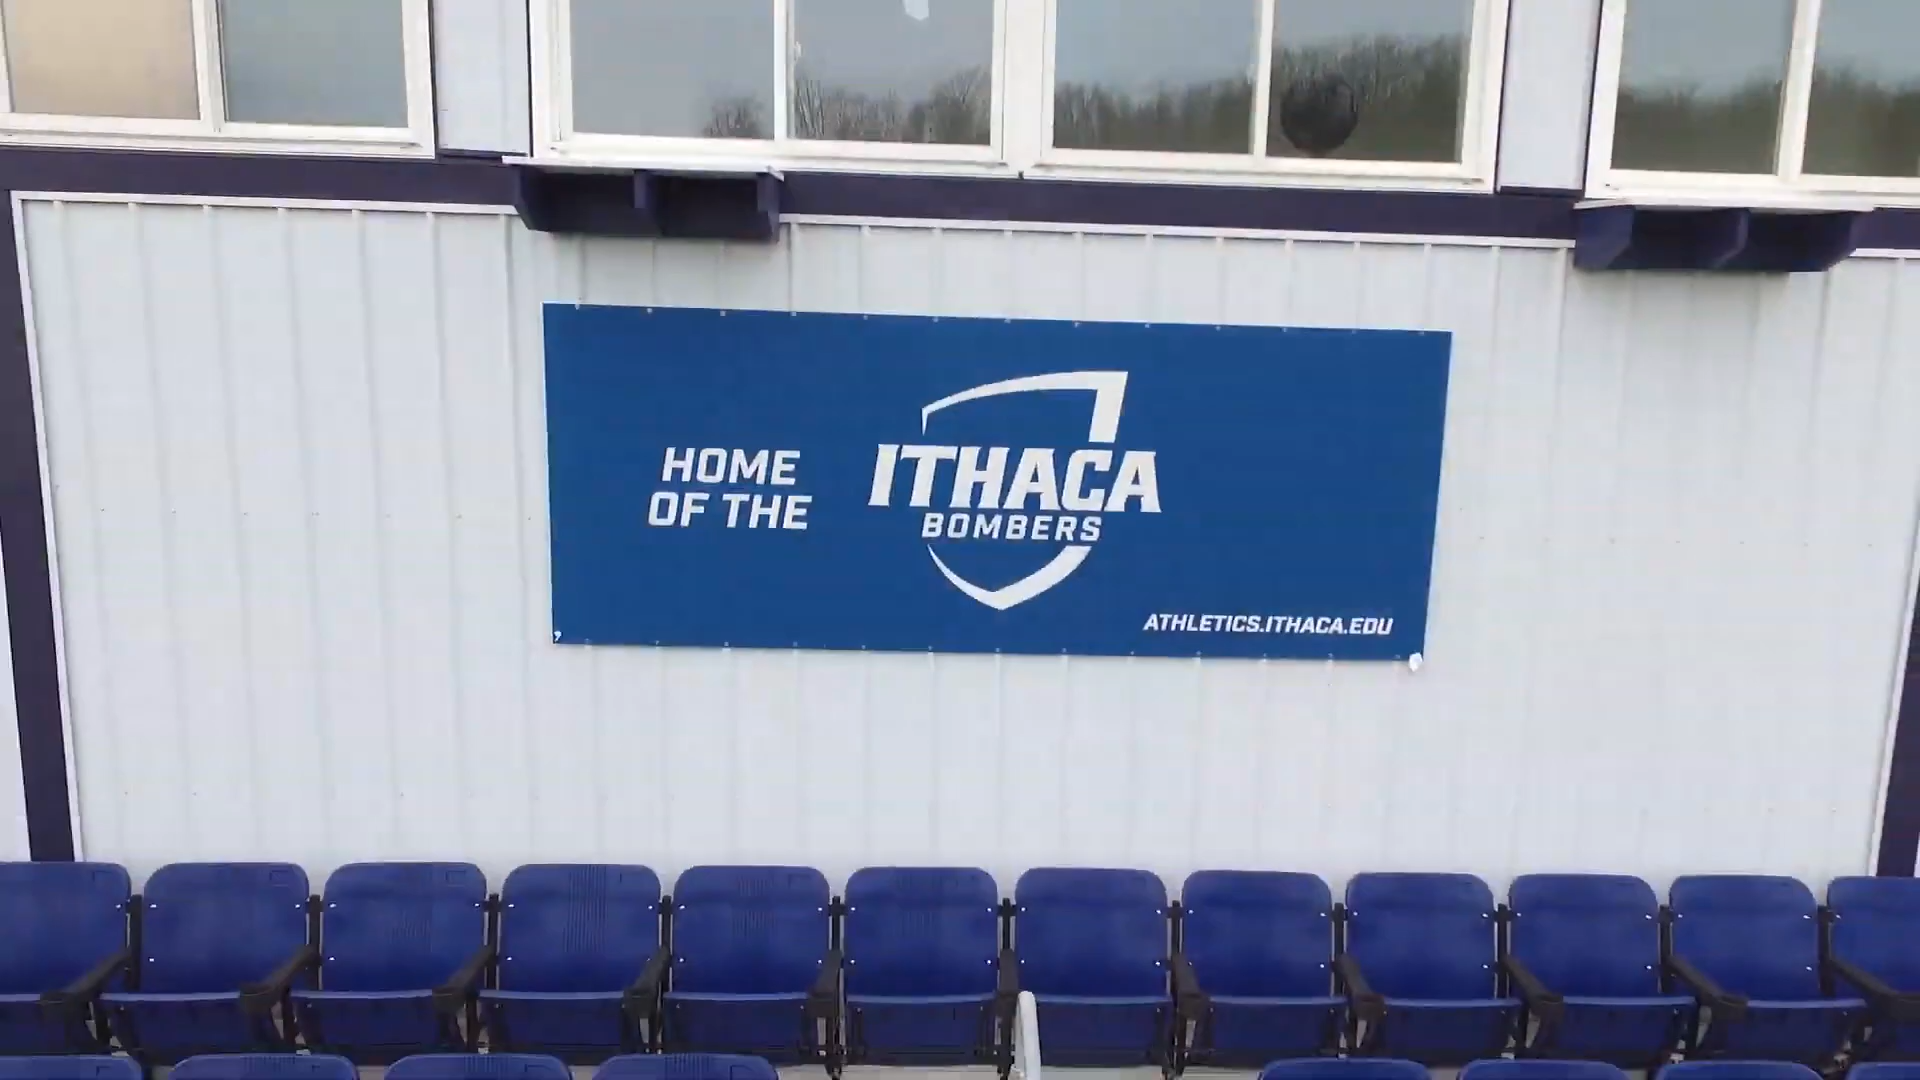 HOME
OF THE
ITHACA
BOMBERS
ATHLETICS.ITHACA.EDU